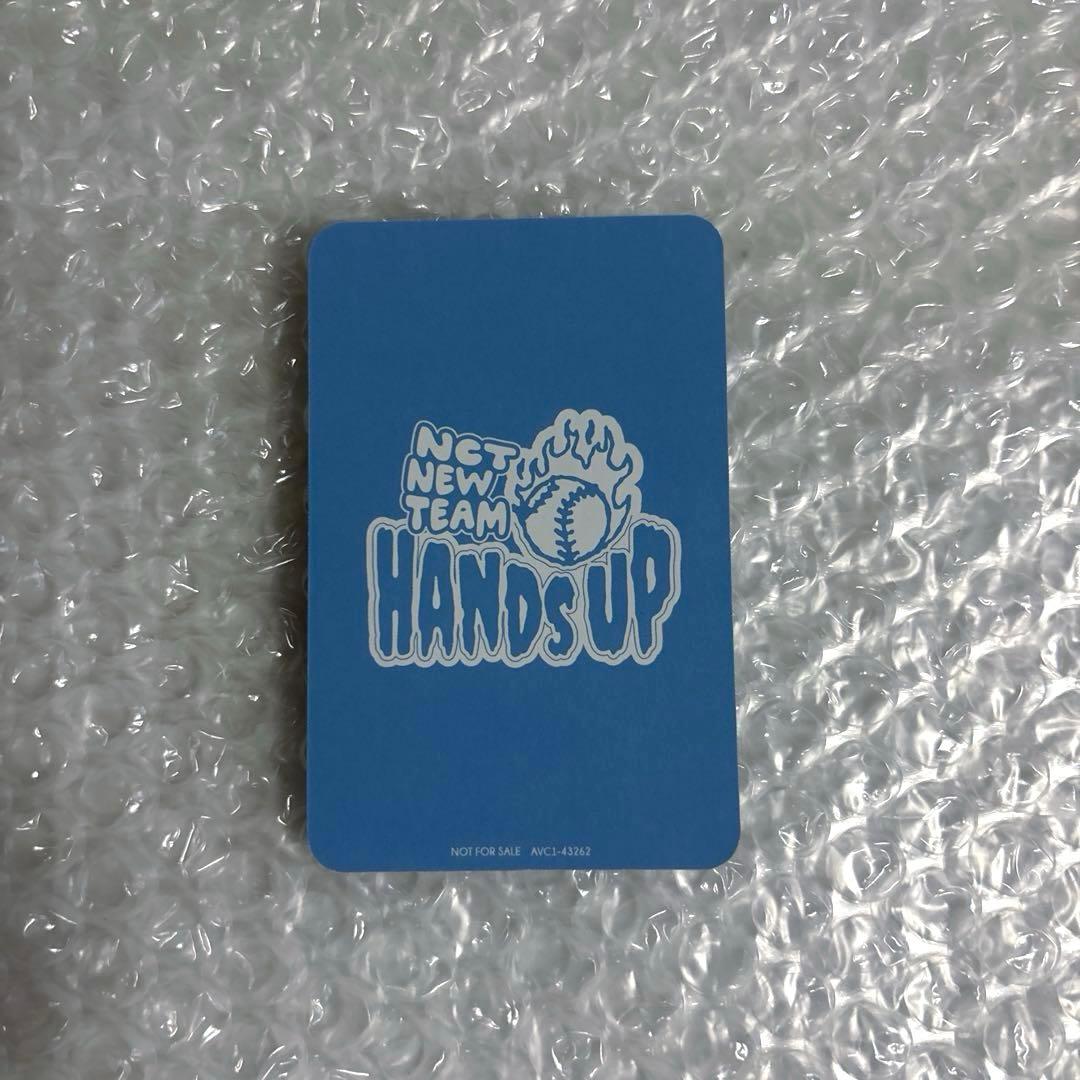 NCT
NEW
TEAM
HANDS UP
NOT FOR SALE AVC1-43262